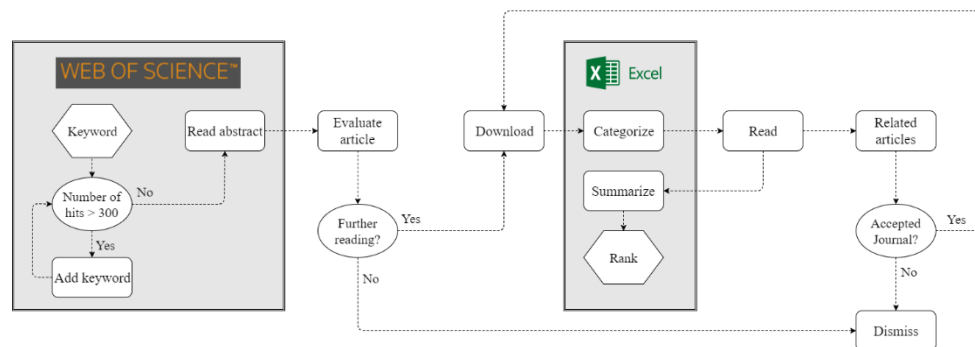 WEB OF SCIENCE™
Keyword
Number of
hits > 300
No
Yes
Add keyword
Read abstract
Evaluate
article
Further
reading?
Yes
No
Download
Excel
Categorize
Summarize
Rank
Read
Related
articles
Accepted
Journal?
Yes
No
Dismiss